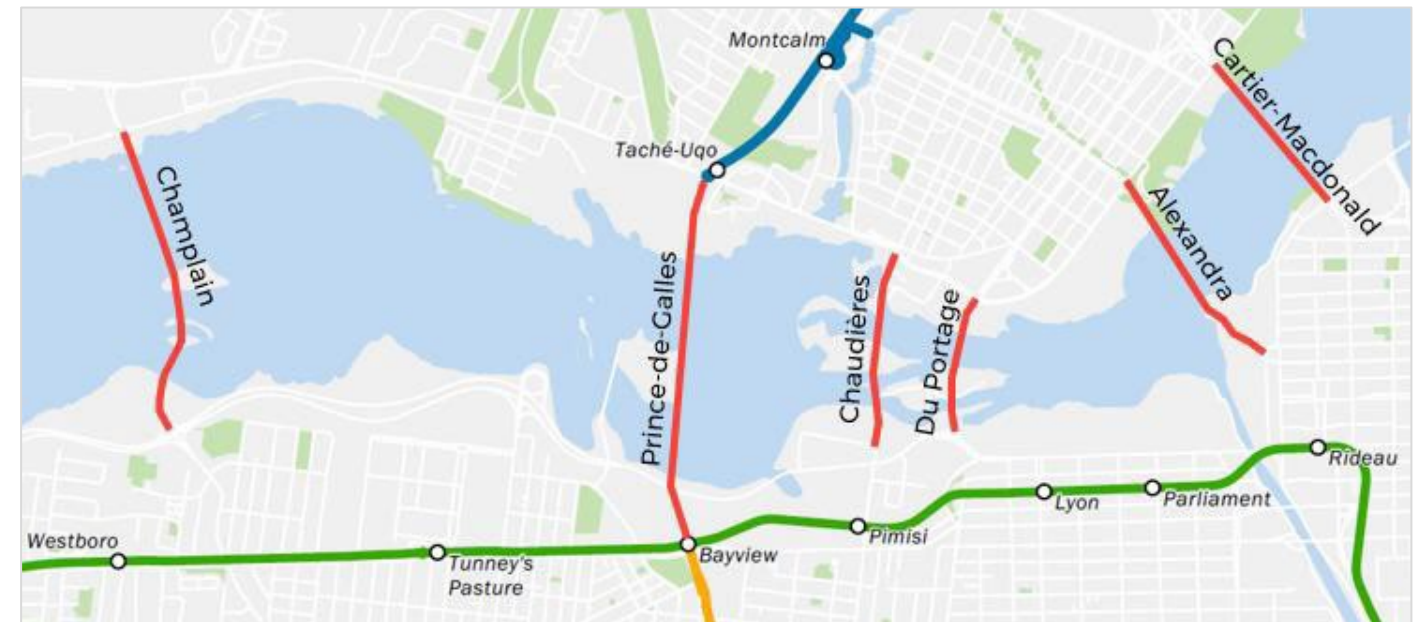 Montcalm
Cartier-Macdonald
Taché-Uqo
Champlain
Alexandra
Prince-de-Galles
Chaudières
Du Portage
Rideau
Lyon
Parliament
Westboro
Pimisi
Tunney's
Pasture
Bayview